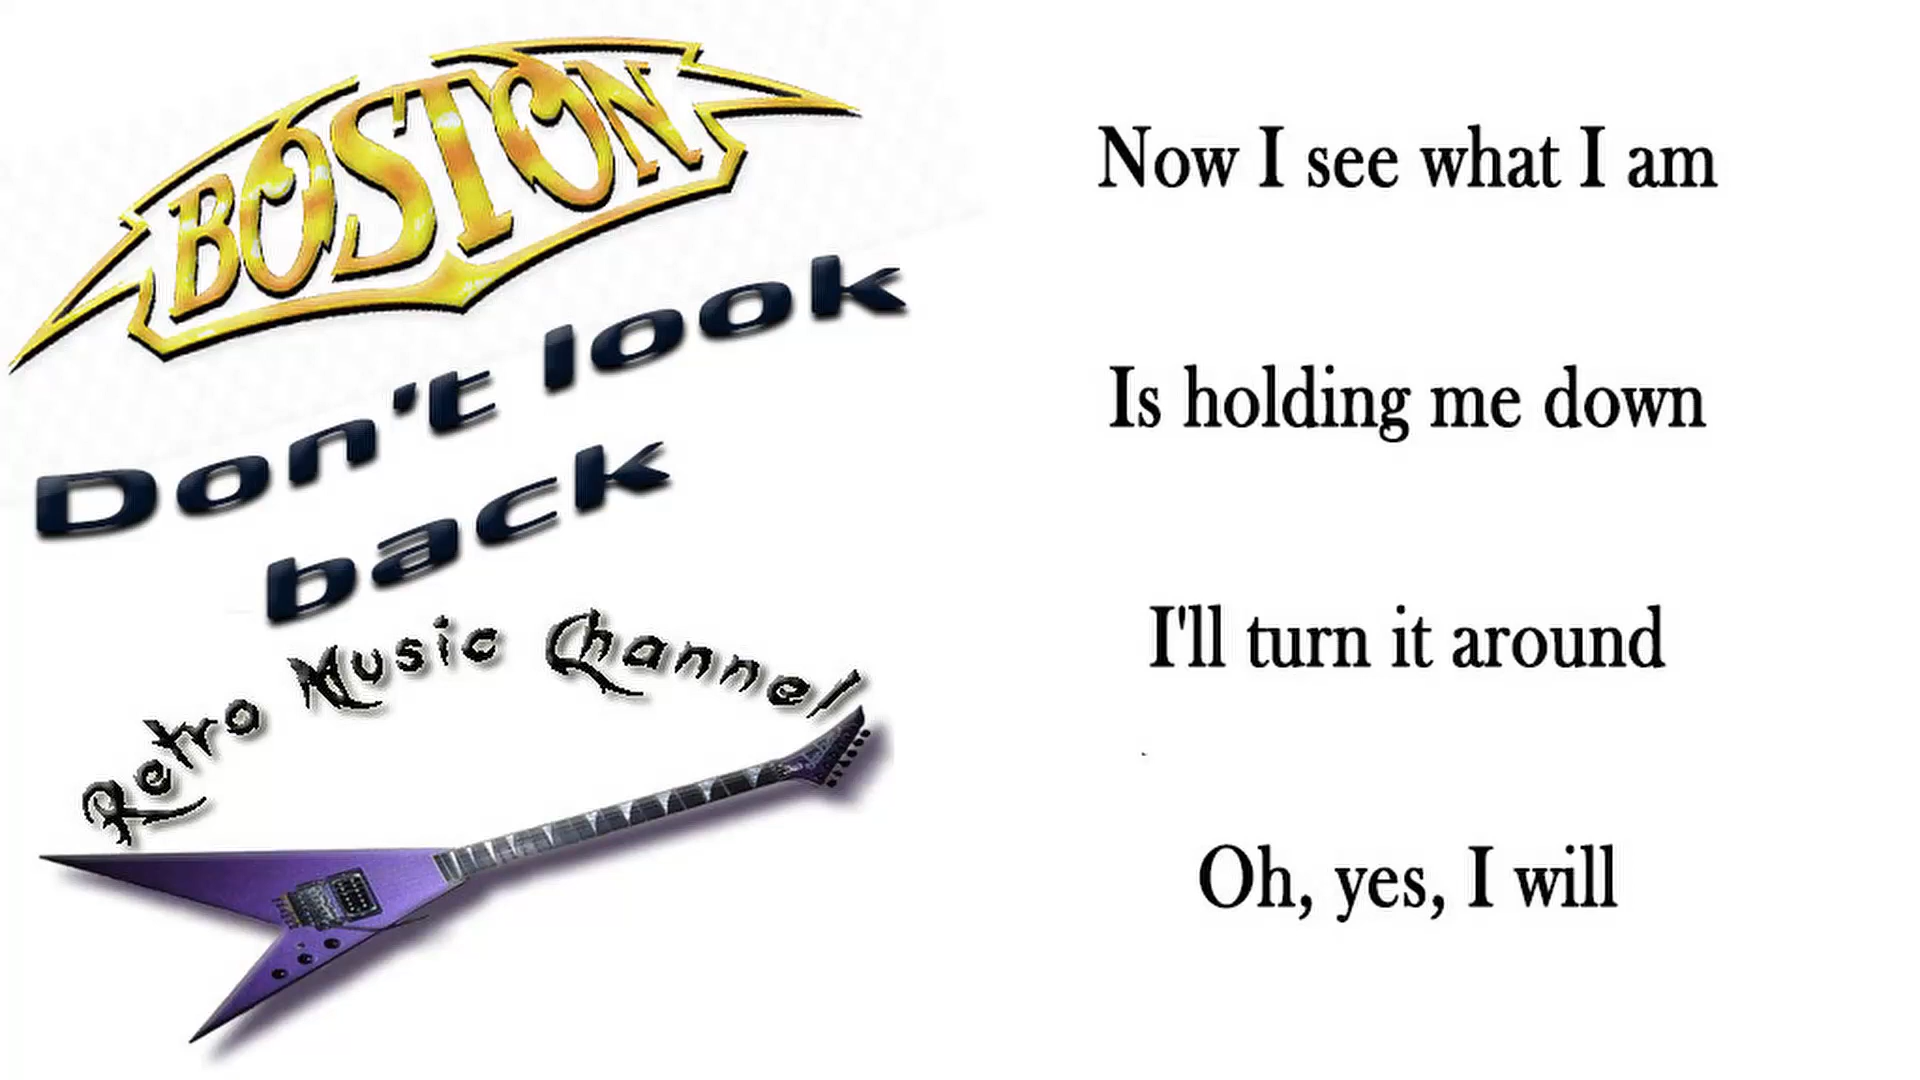 BOSTON
Don't look
back
Retro Music Channel
Now I see what I am
Is holding me down
I'll turn it around
Oh, yes, I will